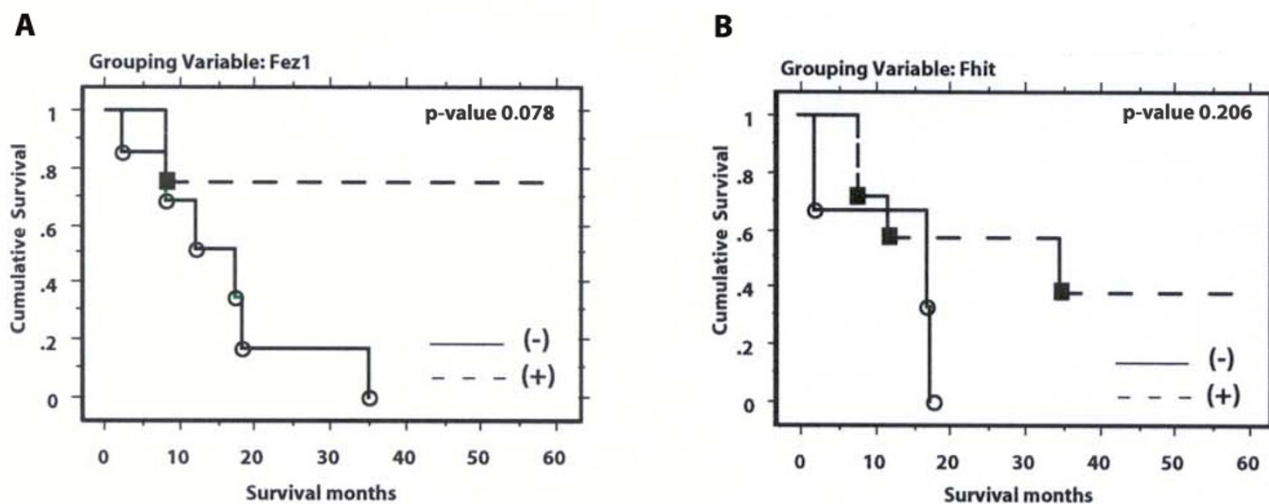 A
Grouping Variable: Fez1
p-value 0.078
Cumulative Survival
1
.8
.6
.4
.2
0
(-)
(+)
0 10 20 30 40 50 60
Survival months
B
Grouping Variable: Fhit
p-value 0.206
Cumulative Survival
1
.8
.6
.4
.2
0
(-)
(+)
0 10 20 30 40 50 60
Survival months